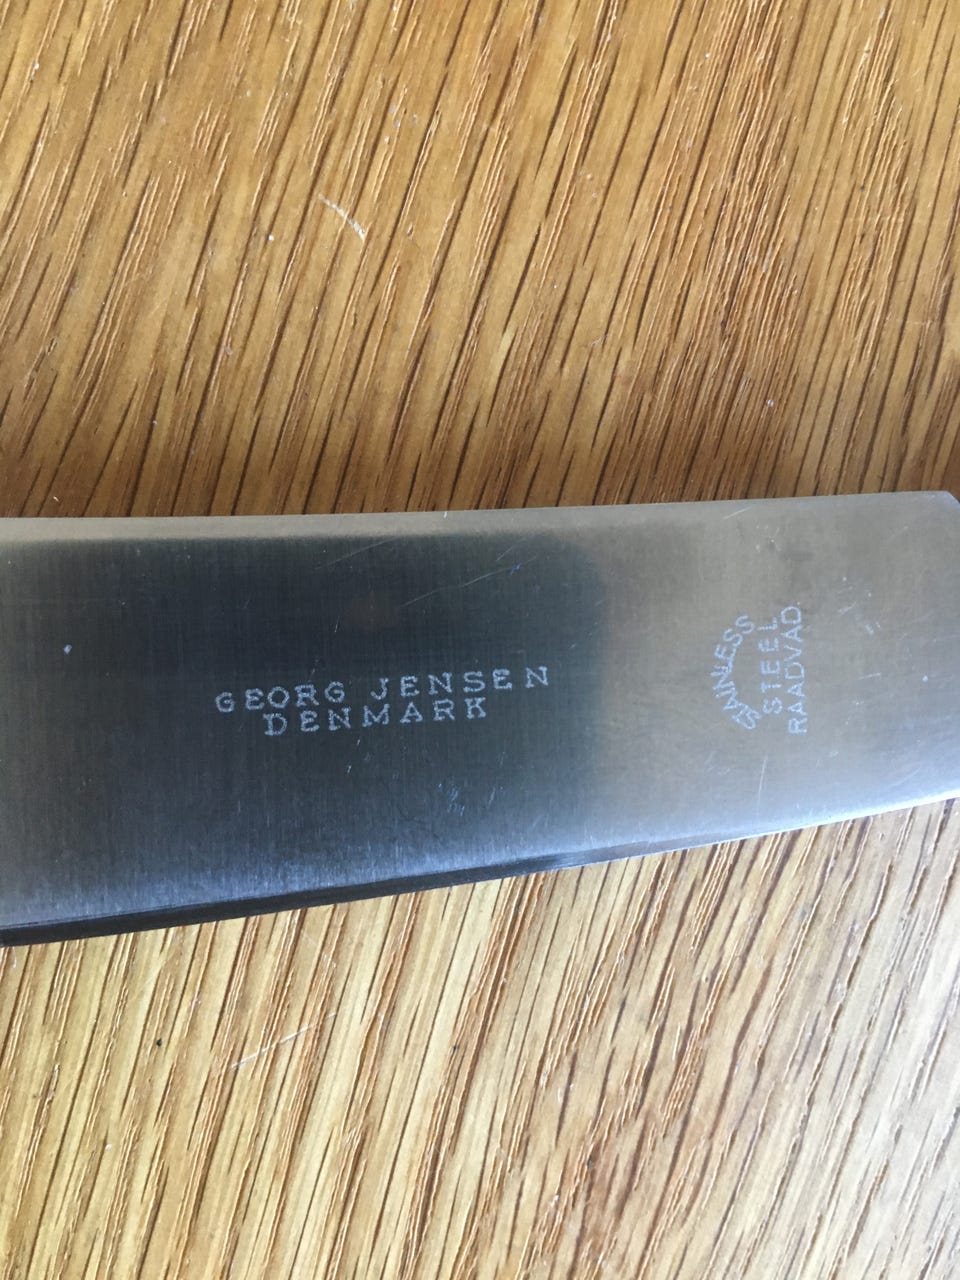 GEORG JENSEN
DENMARK
STAINLESS
STEEL
RAADVAD